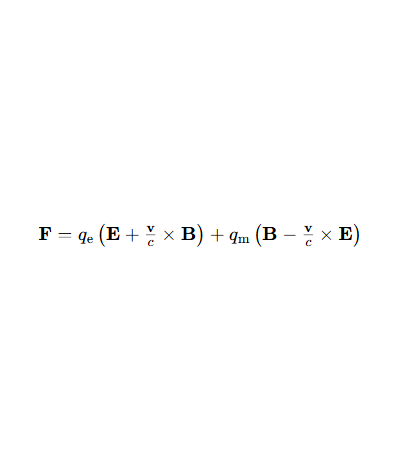 𝐅 = qₑ (𝐄 + 𝐯/c × 𝐁) + qₘ (𝐁 − 𝐯/c × 𝐄)